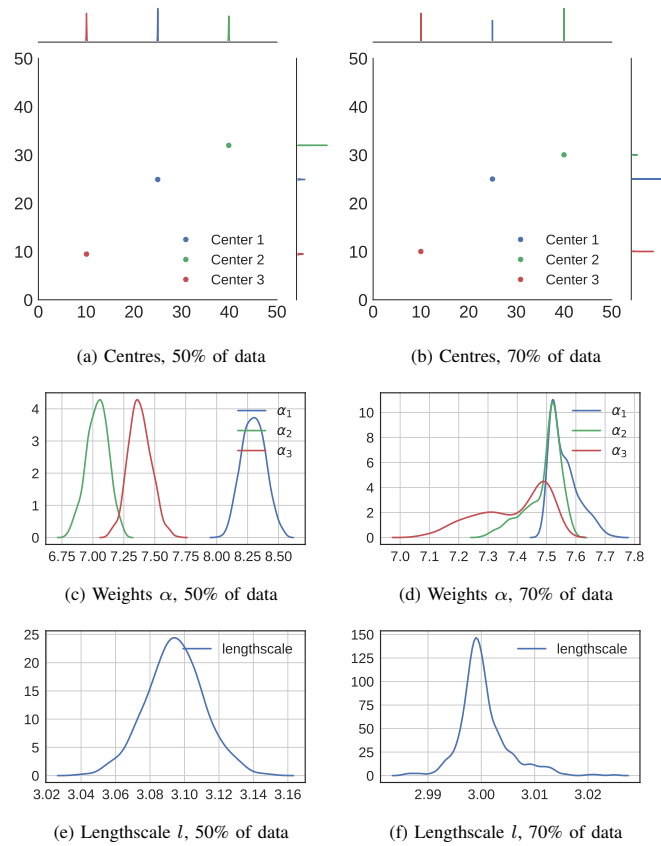 50
40
30
20
10
0
0 10 20 30 40 50
Center 1
Center 2
Center 3
50
40
30
20
10
0
0 10 20 30 40 50
Center 1
Center 2
Center 3
(a) Centres, 50% of data
(b) Centres, 70% of data
4
3
2
1
0
6.75 7.00 7.25 7.50 7.75 8.00 8.25 8.50
α1
α2
α3
10
8
6
4
2
0
7.0 7.1 7.2 7.3 7.4 7.5 7.6 7.7 7.8
α1
α2
α3
(c) Weights α, 50% of data
(d) Weights α, 70% of data
25
20
15
10
5
0
3.02 3.04 3.06 3.08 3.10 3.12 3.14 3.16
lengthscale
150
125
100
75
50
25
0
2.99 3.00 3.01 3.02
lengthscale
(e) Lengthscale l, 50% of data
(f) Lengthscale l, 70% of data